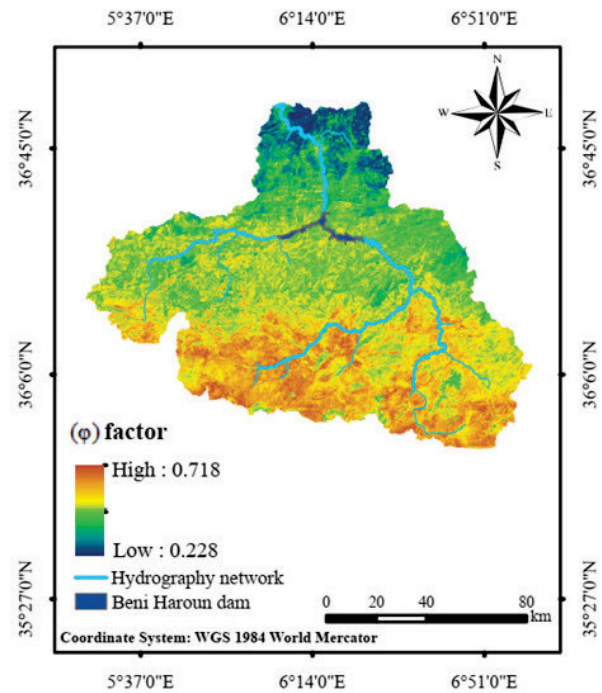 5°37'0"E 6°14'0"E 6°51'0"E
N
W E
S
36°45'0"N 36°45'0"N
36°6'0"N 36°6'0"N
35°27'0"N 35°27'0"N
(φ) factor
High : 0.718
Low : 0.228
Hydrography network
Beni Haroun dam
0 20 40 80
km
Coordinate System: WGS 1984 World Mercator
5°37'0"E 6°14'0"E 6°51'0"E